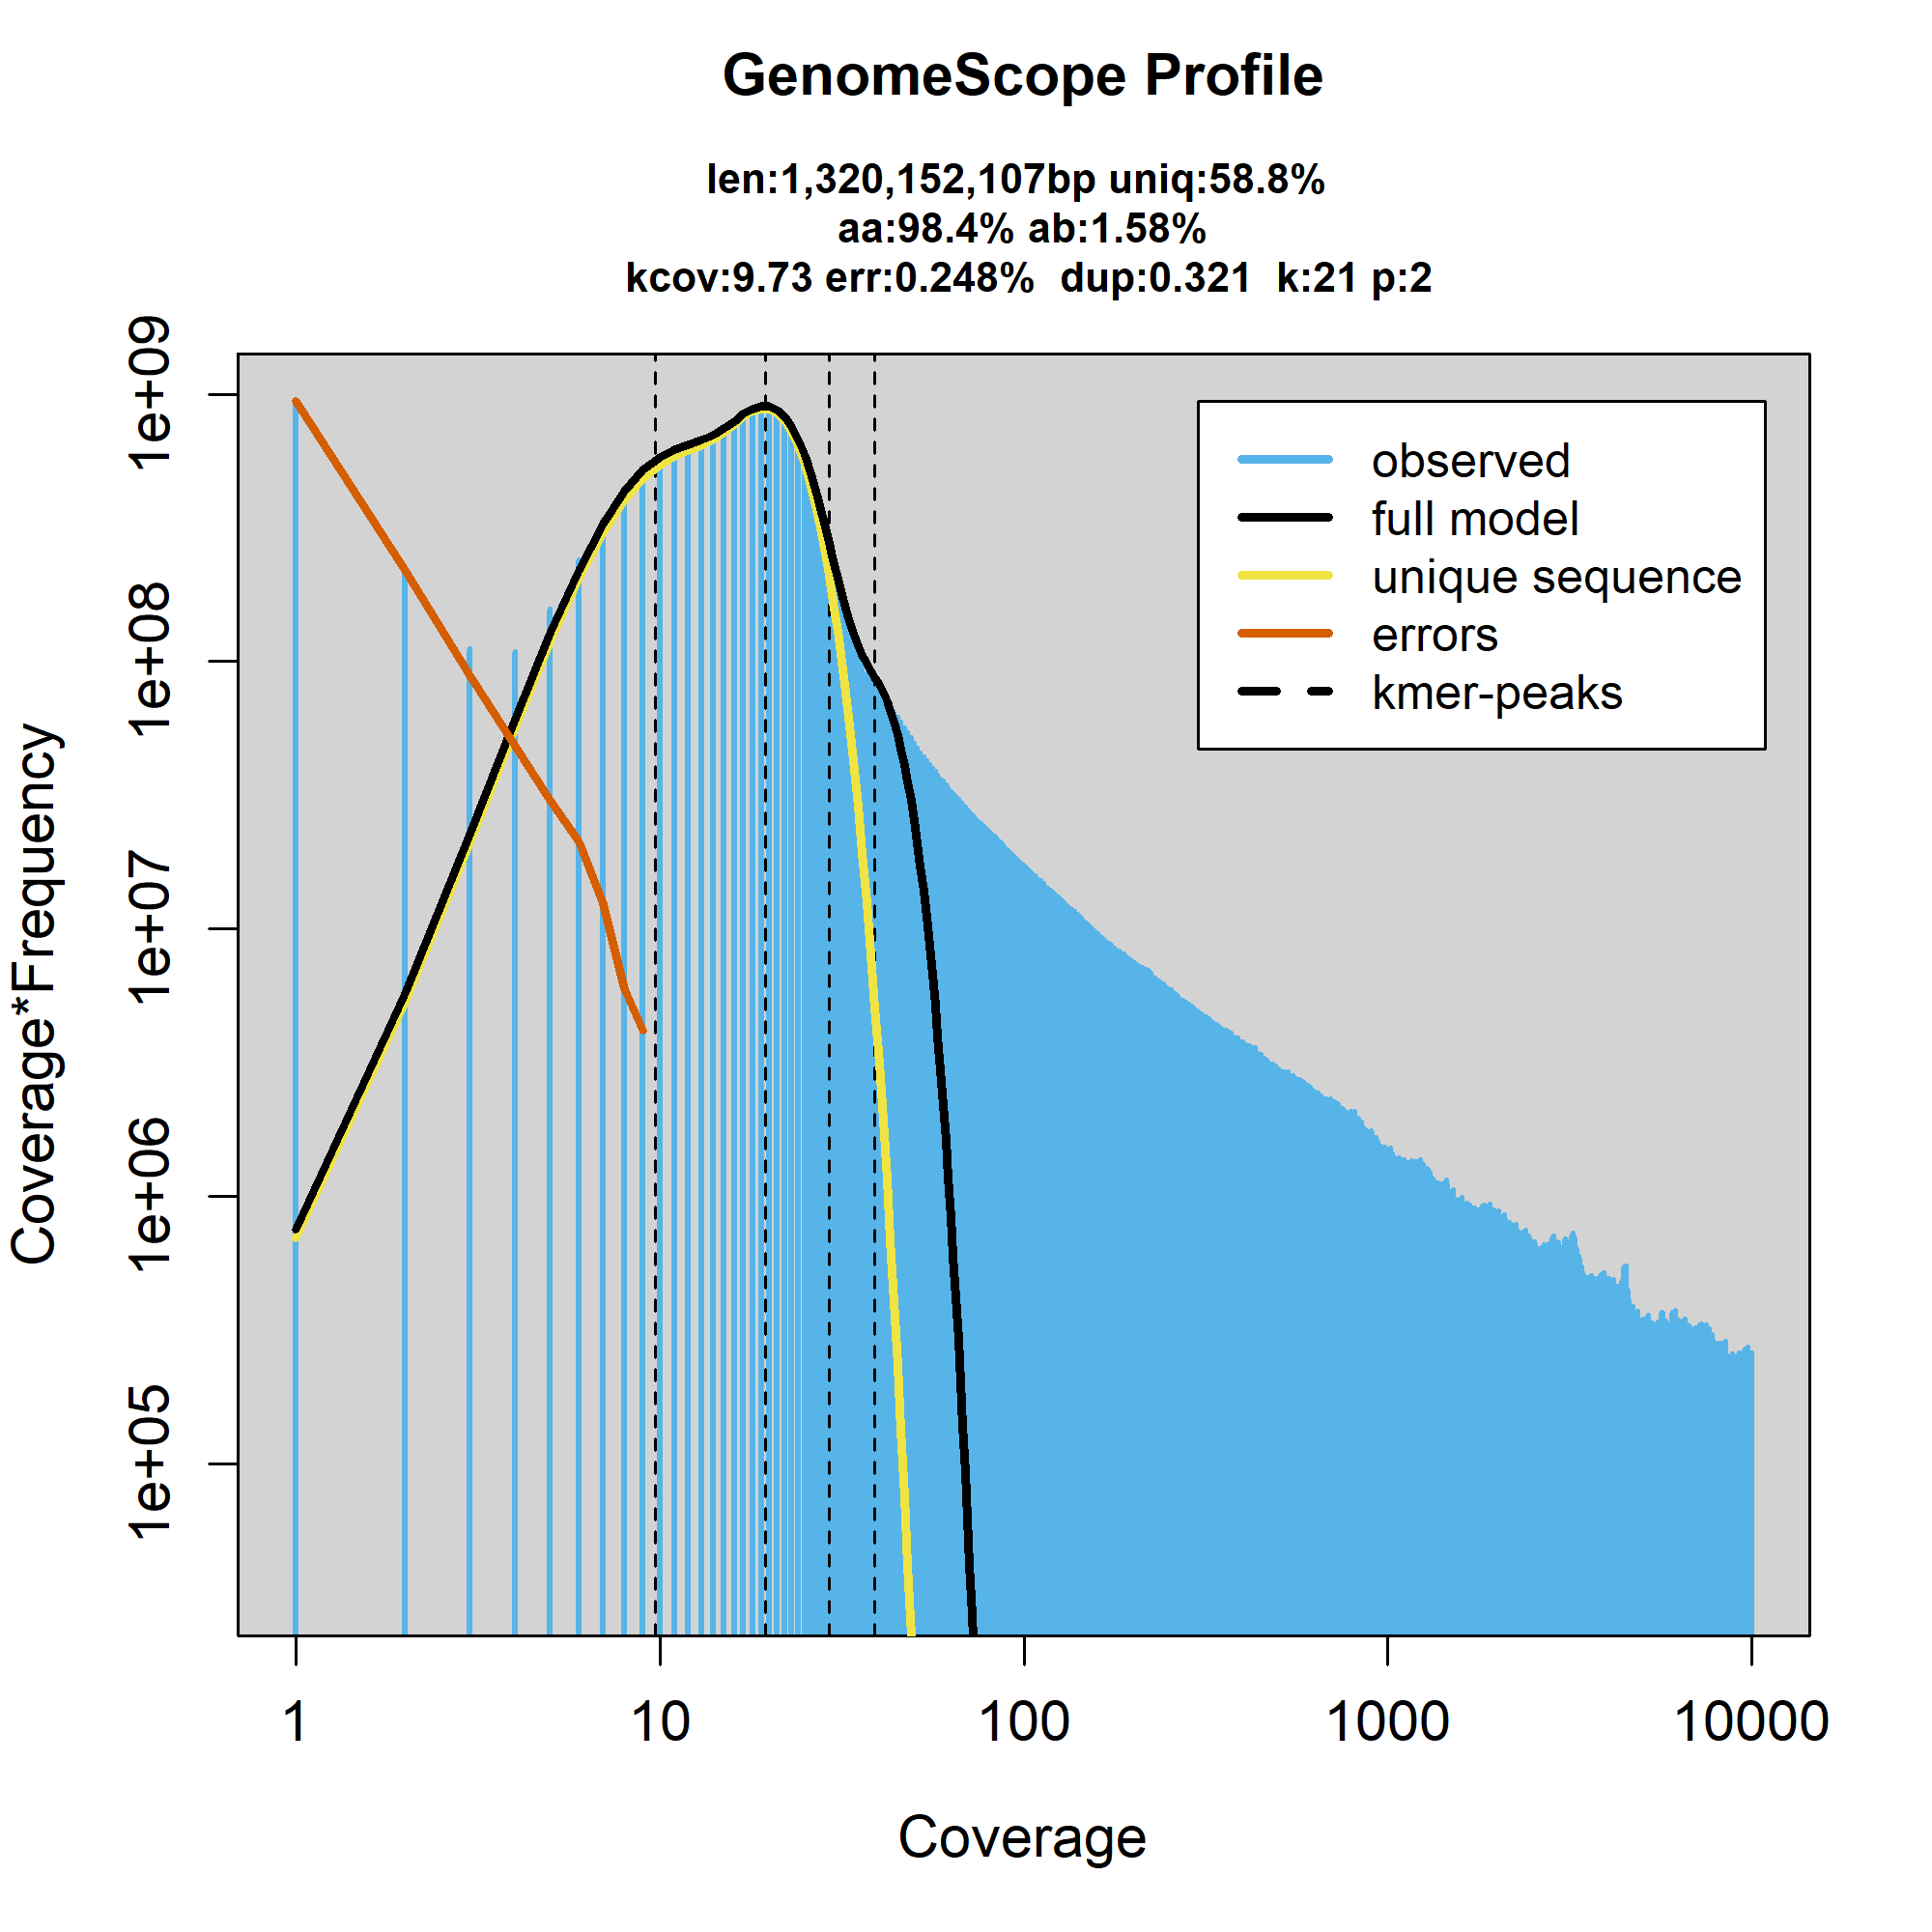 GenomeScope Profile
len:1,320,152,107bp uniq:58.8%
aa:98.4% ab:1.58%
kcov:9.73 err:0.248% dup:0.321 k:21 p:2
1e+09
1e+08
1e+07
1e+06
1e+05
Coverage*Frequency
observed
full model
unique sequence
errors
kmer-peaks
1 10 100 1000 10000
Coverage